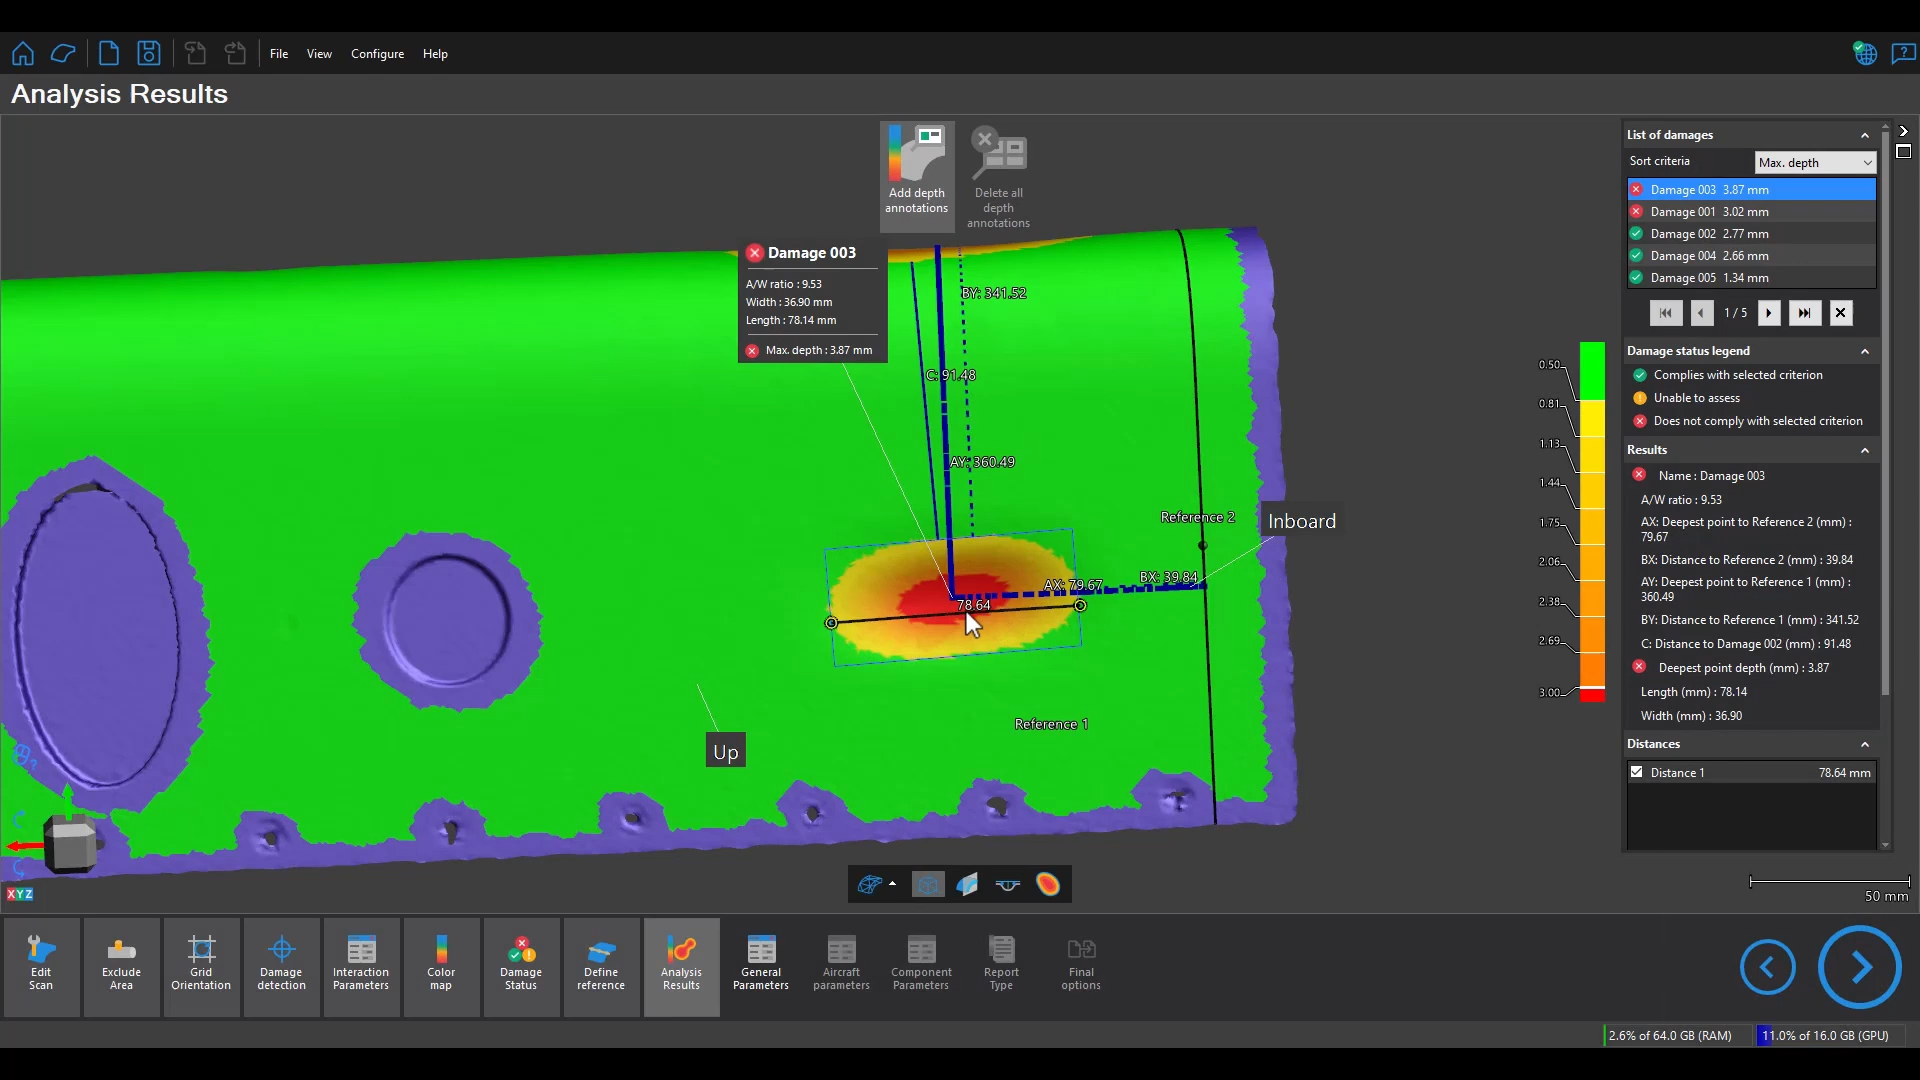 File View Configure Help
Analysis Results
Add depth
annotations
Delete all
depth
annotations
Damage 003
A/W ratio : 9.53
Width : 36.90 mm
Length : 78.14 mm
Max. depth : 3.87 mm
BY: 341.52
C: 91.48
AY: 360.49
Reference 2
Inboard
AX: 79.67
BX: 39.84
78.64
Reference 1
Up
XYZ
0.50
0.81
1.13
1.44
1.75
2.06
2.38
2.69
3.00
List of damages
Sort criteria
Max. depth
Damage 003 3.87 mm
Damage 001 3.02 mm
Damage 002 2.77 mm
Damage 004 2.66 mm
Damage 005 1.34 mm
1 / 5
Damage status legend
Complies with selected criterion
Unable to assess
Does not comply with selected criterion
Results
Name : Damage 003
A/W ratio : 9.53
AX: Deepest point to Reference 2 (mm) :
79.67
BX: Distance to Reference 2 (mm) : 39.84
AY: Deepest point to Reference 1 (mm) :
360.49
BY: Distance to Reference 1 (mm) : 341.52
C: Distance to Damage 002 (mm) : 91.48
Deepest point depth (mm) : 3.87
Length (mm) : 78.14
Width (mm) : 36.90
Distances
Distance 1 78.64 mm
50 mm
Edit
Scan
Exclude
Area
Grid
Orientation
Damage
detection
Interaction
Parameters
Color
map
Damage
Status
Define
reference
Analysis
Results
General
Parameters
Aircraft
parameters
Component
Parameters
Report
Type
Final
options
2.6% of 64.0 GB (RAM)
11.0% of 16.0 GB (GPU)